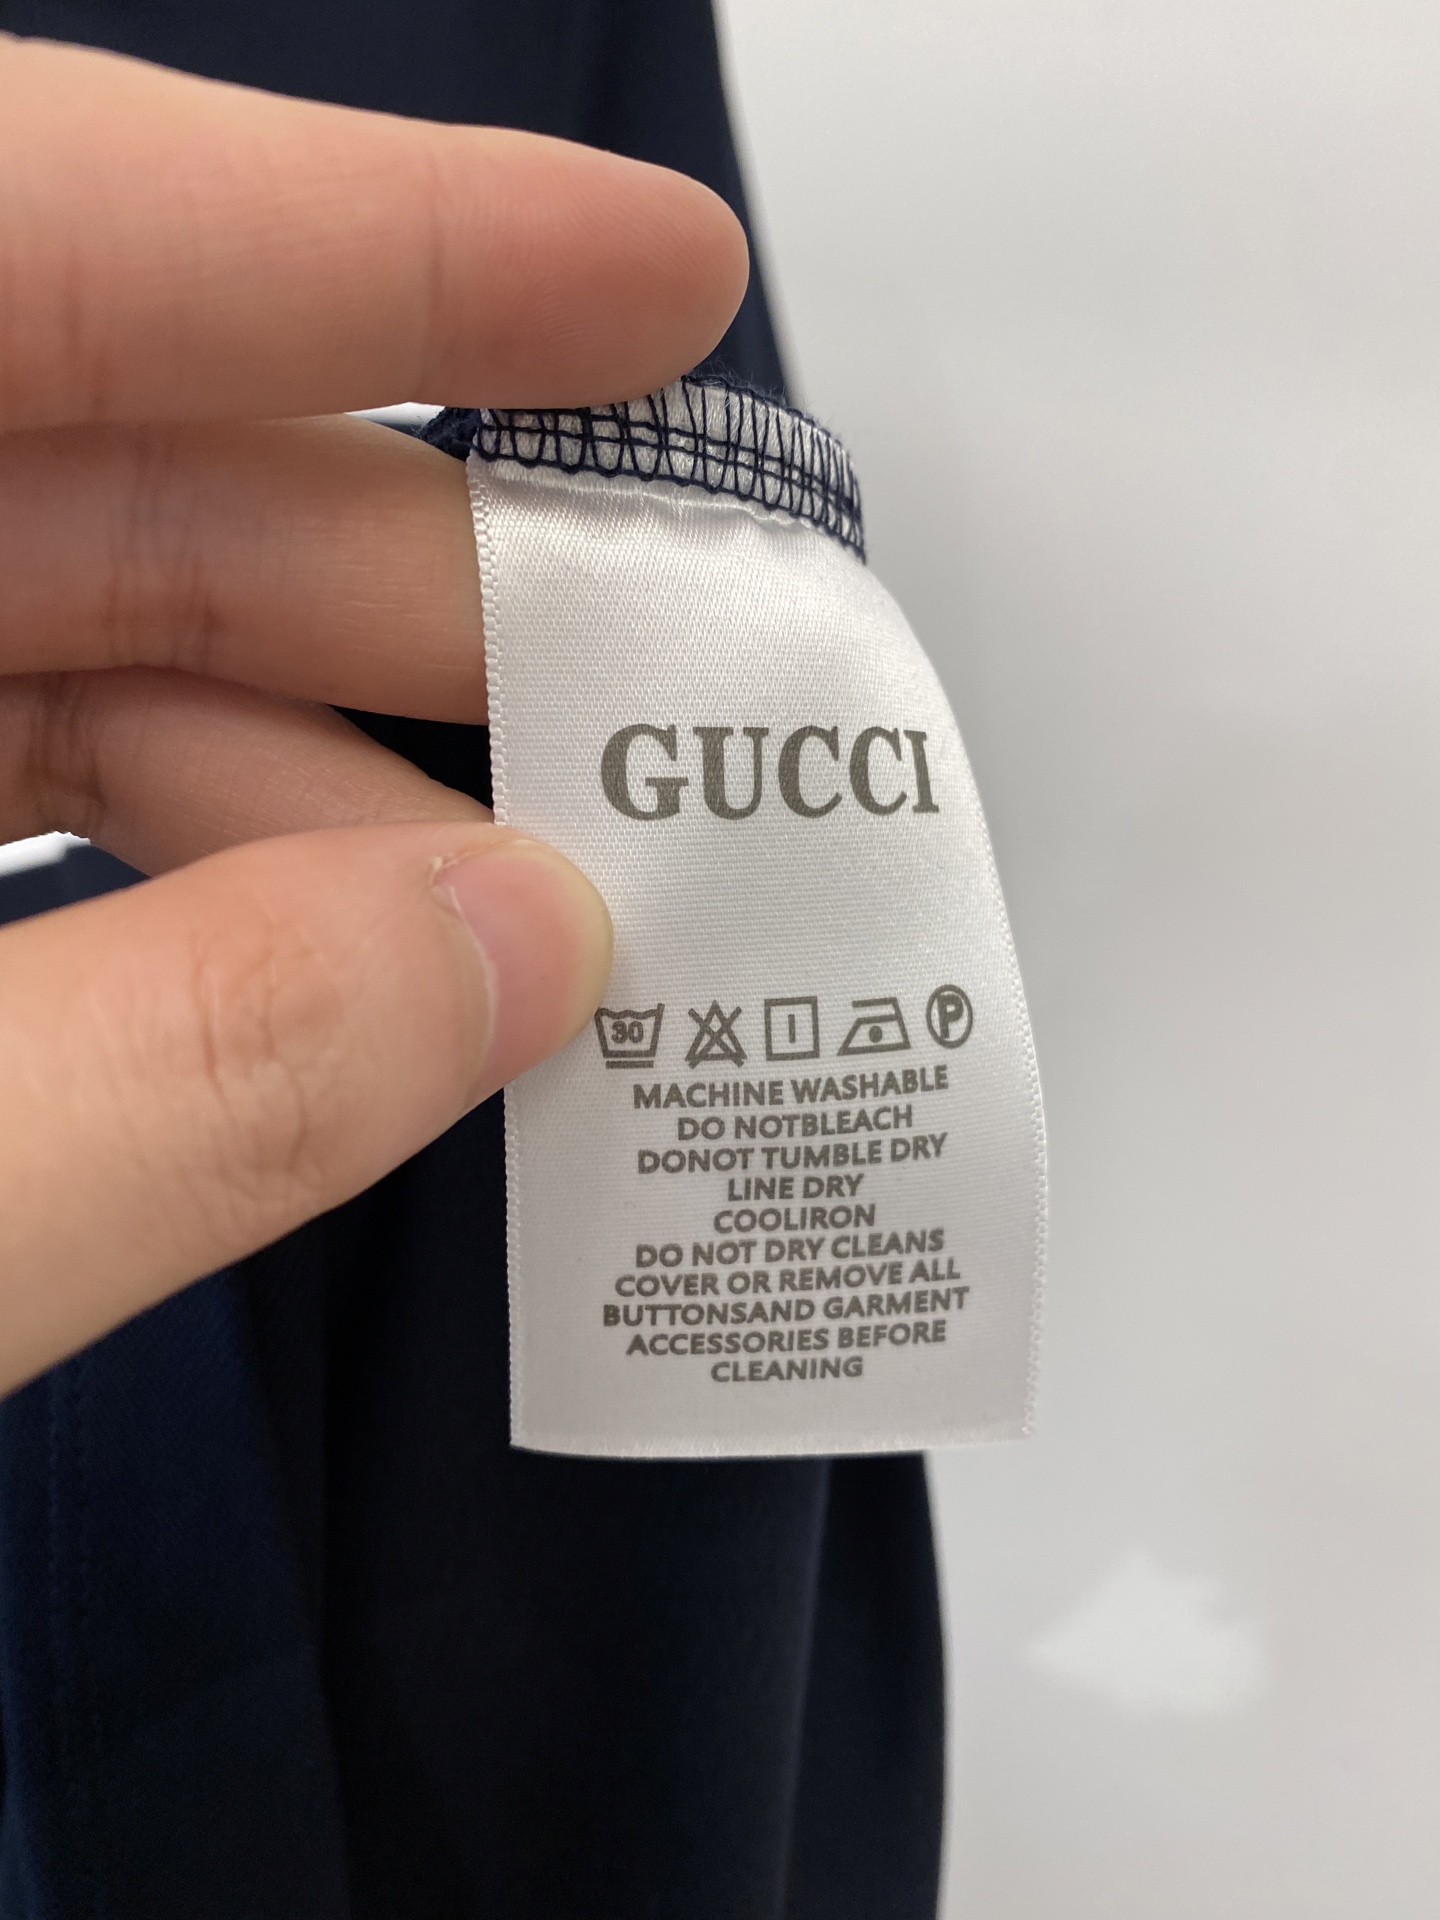 GUCCI
30 P
MACHINE WASHABLE
DO NOTBLEACH
DONOT TUMBLE DRY
LINE DRY
COOLIRON
DO NOT DRY CLEANS
COVER OR REMOVE ALL
BUTTONSAND GARMENT
ACCESSORIES BEFORE
CLEANING